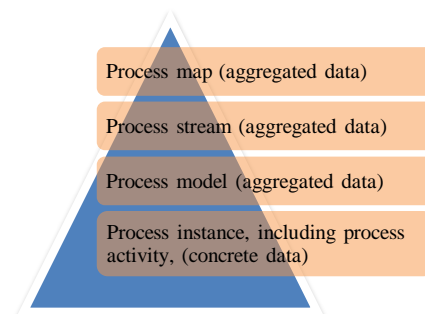 Process map (aggregated data)
Process stream (aggregated data)
Process model (aggregated data)
Process instance, including process
activity, (concrete data)